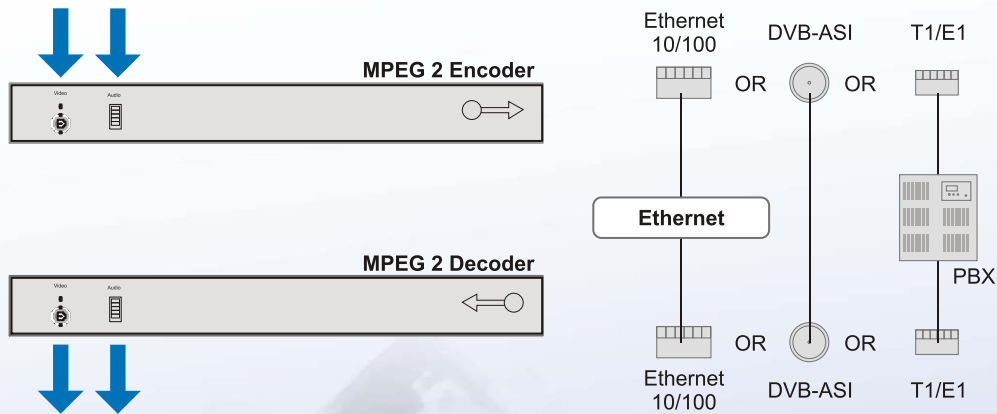 Ethernet
10/100
DVB-ASI
T1/E1
MPEG 2 Encoder
Video
Audio
OR
OR
Ethernet
MPEG 2 Decoder
PBX
Video
Audio
OR
OR
Ethernet
10/100
DVB-ASI
T1/E1